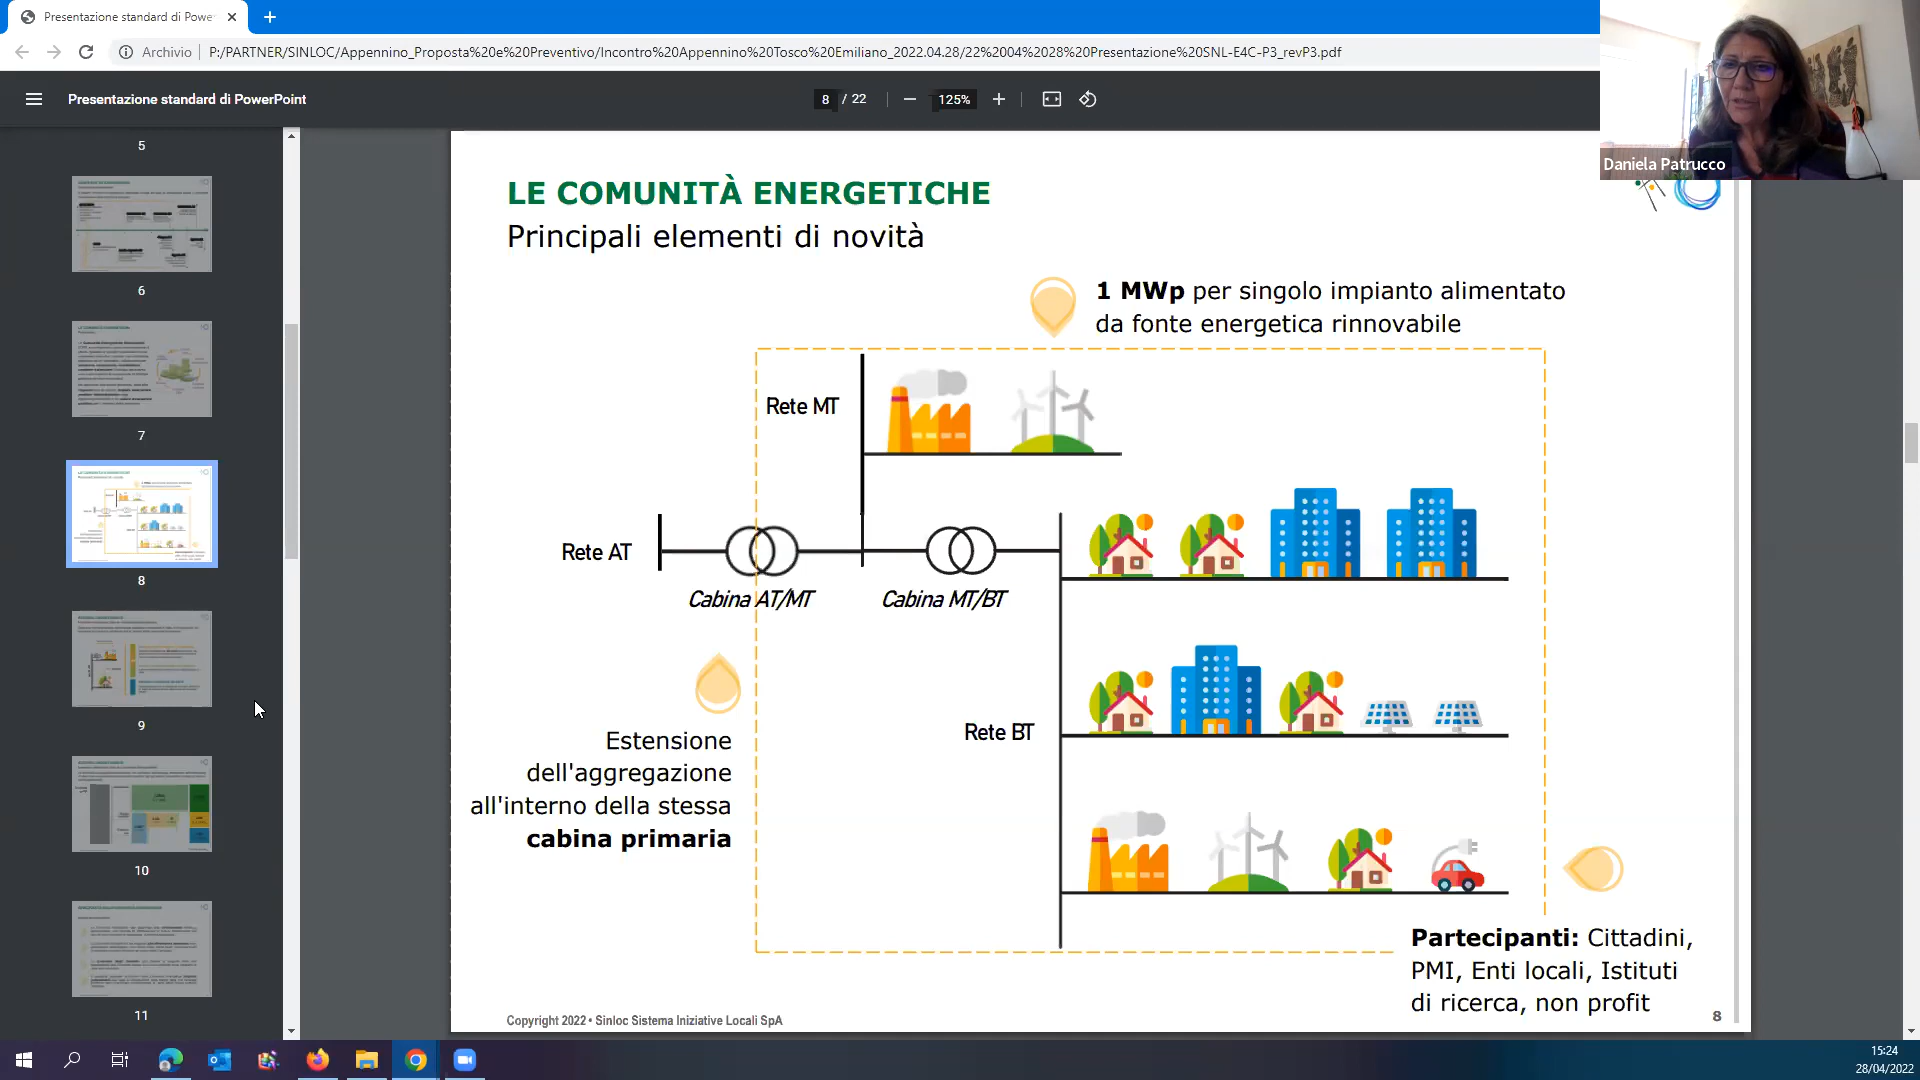 Presentazione standard di Powe
Archivio
P:/PARTNER/SINLOC/Appennino_Proposta%20e%20Preventivo/Incontro%20Appennino%20Tosco%20Emiliano_2022.04.28/22%2004%2028%20Presentazione%20SNL-E4C-P3_revP3.pdf
Presentazione standard di PowerPoint
8 / 22
125%
Daniela Patrucco
5
6
7
8
9
10
11
LE COMUNITÀ ENERGETICHE
Principali elementi di novità
1 MWp per singolo impianto alimentato
da fonte energetica rinnovabile
Rete MT
Rete AT
Cabina AT/MT
Cabina MT/BT
Estensione
dell'aggregazione
all'interno della stessa
cabina primaria
Rete BT
Partecipanti: Cittadini,
PMI, Enti locali, Istituti
di ricerca, non profit
Copyright 2022 • Sinloc Sistema Iniziative Locali SpA
8
15:24
28/04/2022